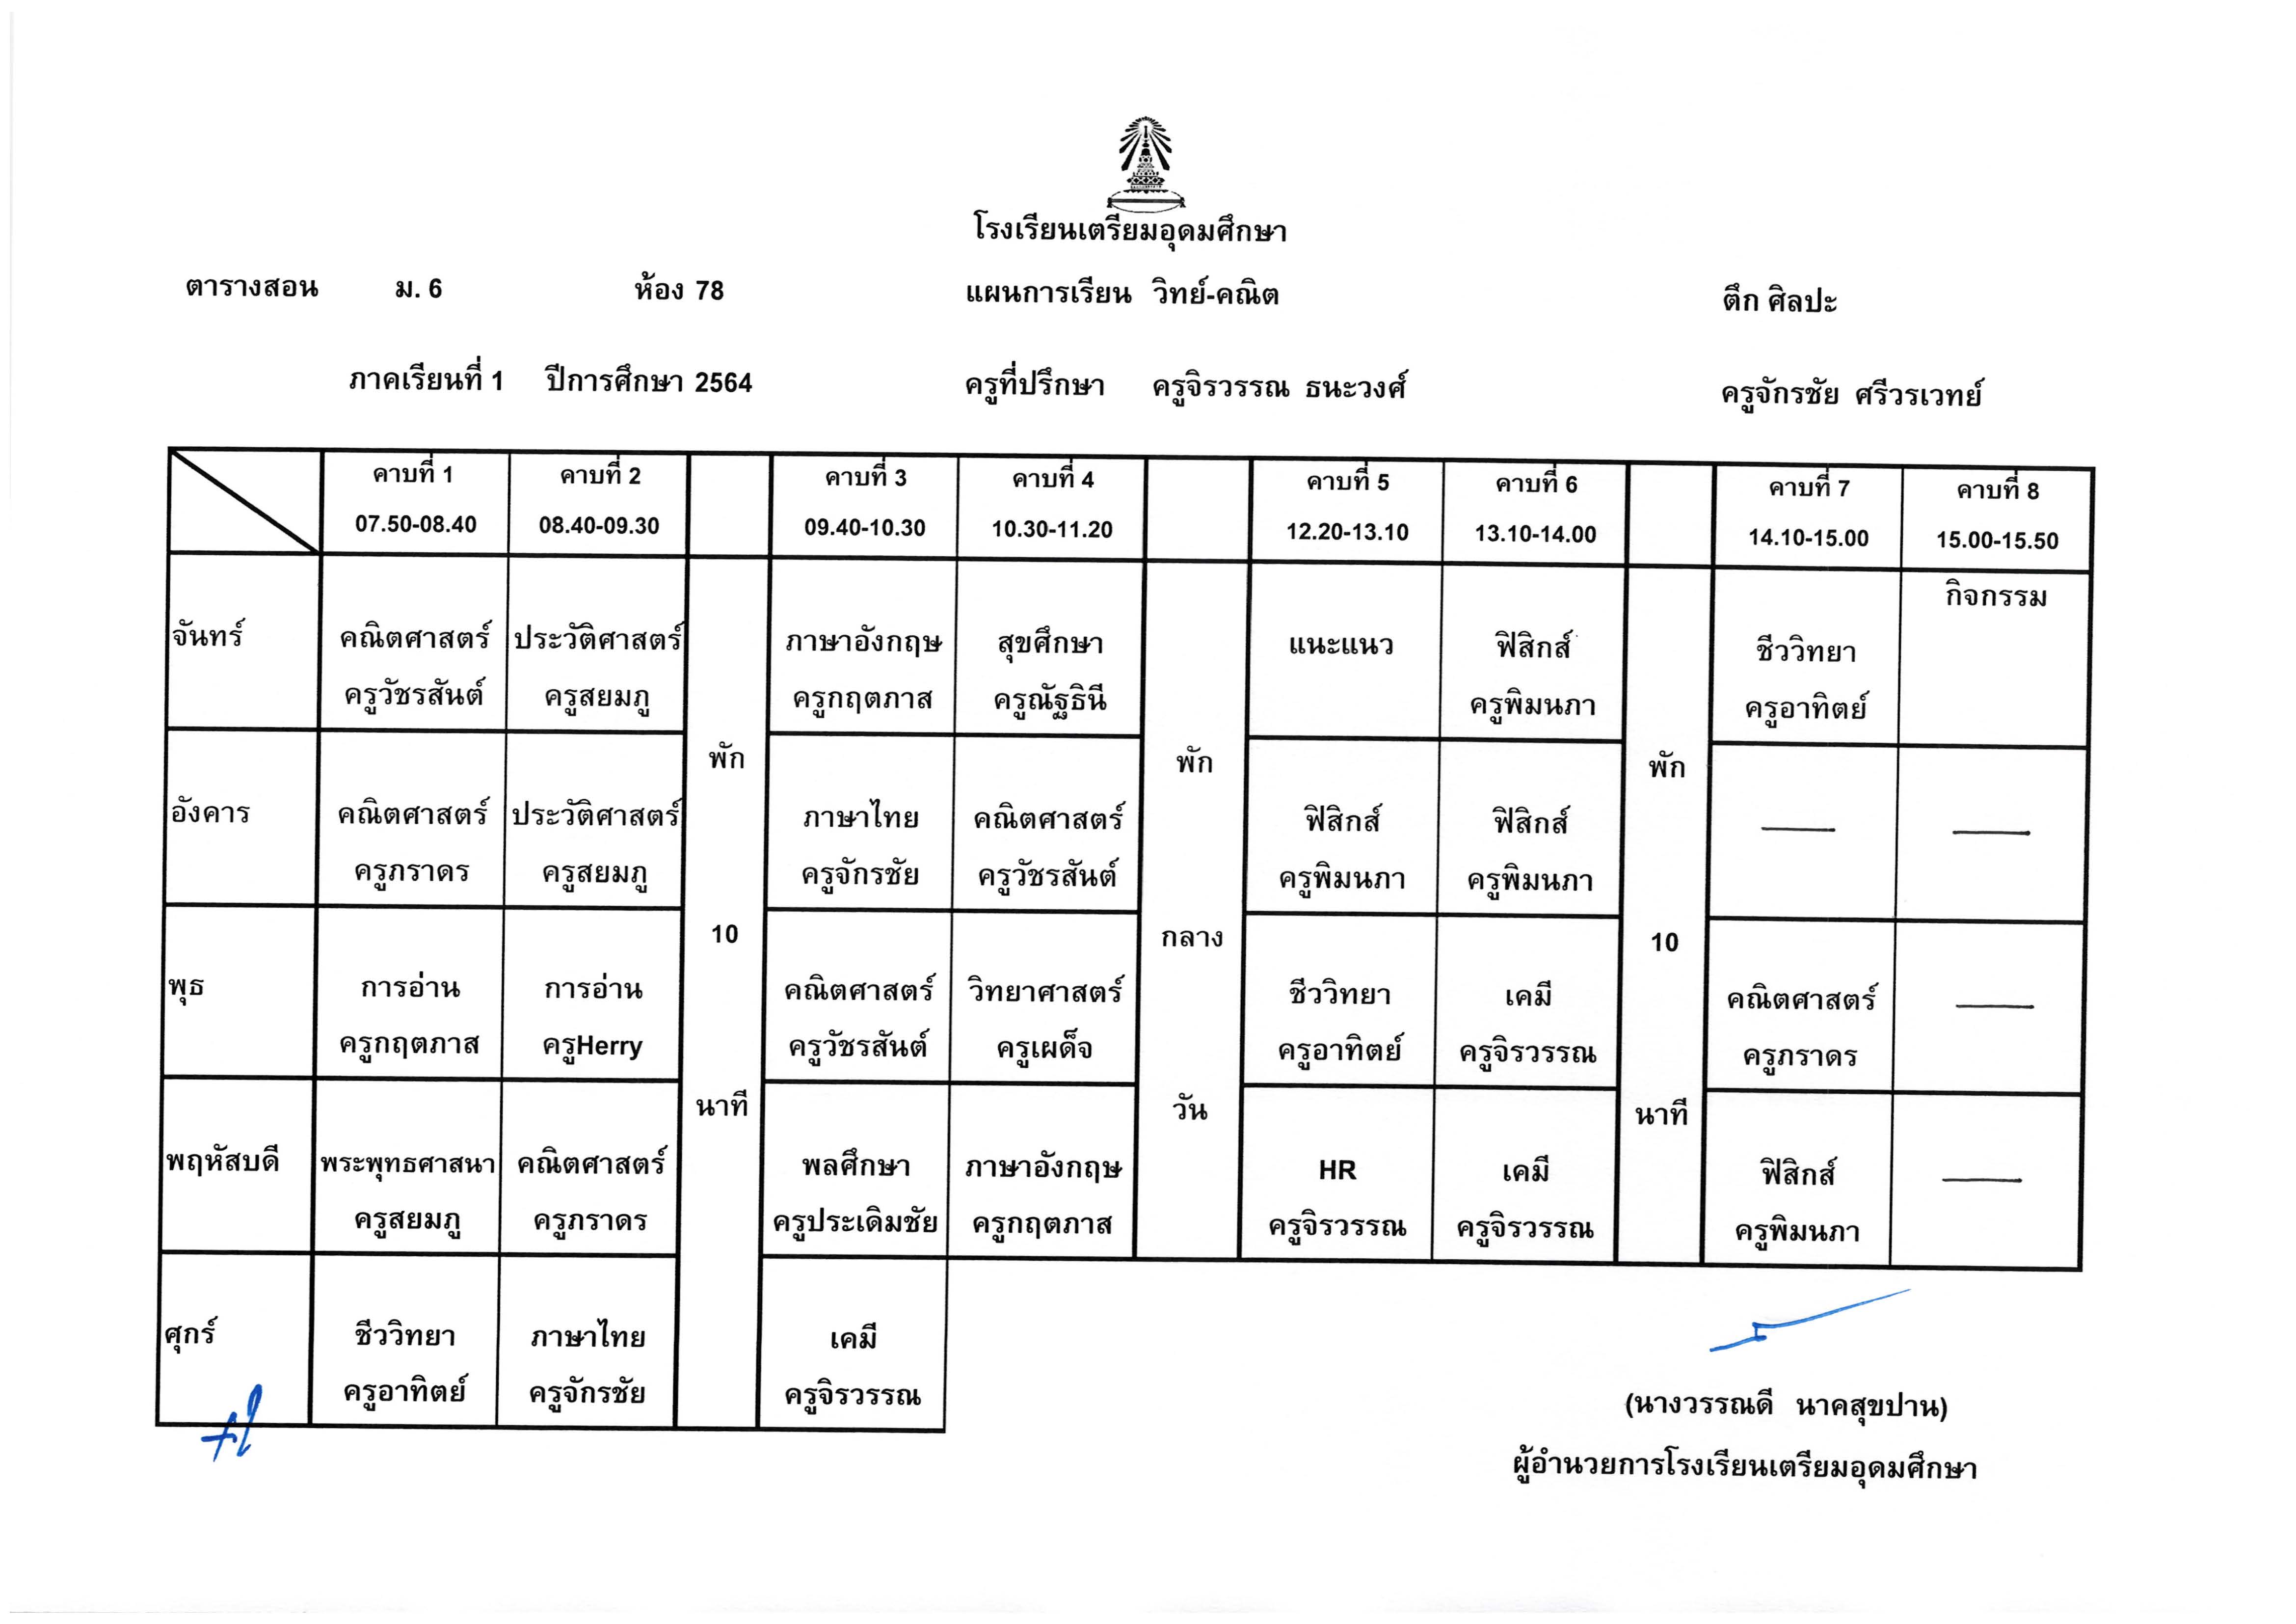 โรงเรียนเตรียมอุดมศึกษา
ตารางสอน ม. 6 ห้อง 78 แผนการเรียน วิทย์-คณิต ตึก ศิลปะ
ภาคเรียนที่ 1 ปีการศึกษา 2564 ครูที่ปรึกษา ครูจิรวรรณ ธนะวงศ์ ครูจักรชัย ศรีวรเวทย์
คาบที่ 1 คาบที่ 2 คาบที่ 3 คาบที่ 4 คาบที่ 5 คาบที่ 6 คาบที่ 7 คาบที่ 8
07.50-08.40 08.40-09.30 09.40-10.30 10.30-11.20 12.20-13.10 13.10-14.00 14.10-15.00 15.00-15.50
จันทร์ คณิตศาสตร์ ประวัติศาสตร์ ภาษาอังกฤษ สุขศึกษา แนะแนว ฟิสิกส์ ชีววิทยา กิจกรรม
ครูวัชรสันต์ ครูสยมภู ครูกฤตภาส ครูณัฐธินี ครูพิมนภา ครูอาทิตย์
พัก พัก พัก
อังคาร คณิตศาสตร์ ประวัติศาสตร์ ภาษาไทย คณิตศาสตร์ ฟิสิกส์ ฟิสิกส์ — —
ครูภราดร ครูสยมภู ครูจักรชัย ครูวัชรสันต์ ครูพิมนภา ครูพิมนภา
10 กลาง 10
พุธ การอ่าน การอ่าน คณิตศาสตร์ วิทยาศาสตร์ ชีววิทยา เคมี คณิตศาสตร์ —
ครูกฤตภาส ครูHerry ครูวัชรสันต์ ครูเผด็จ ครูอาทิตย์ ครูจิรวรรณ ครูภราดร
นาที วัน นาที
พฤหัสบดี พระพุทธศาสนา คณิตศาสตร์ พลศึกษา ภาษาอังกฤษ HR เคมี ฟิสิกส์ —
ครูสยมภู ครูภราดร ครูประเดิมชัย ครูกฤตภาส ครูจิรวรรณ ครูจิรวรรณ ครูพิมนภา
ศุกร์ ชีววิทยา ภาษาไทย เคมี
ครูอาทิตย์ ครูจักรชัย ครูจิรวรรณ
(นางวรรณดี นาคสุขปาน)
ผู้อำนวยการโรงเรียนเตรียมอุดมศึกษา